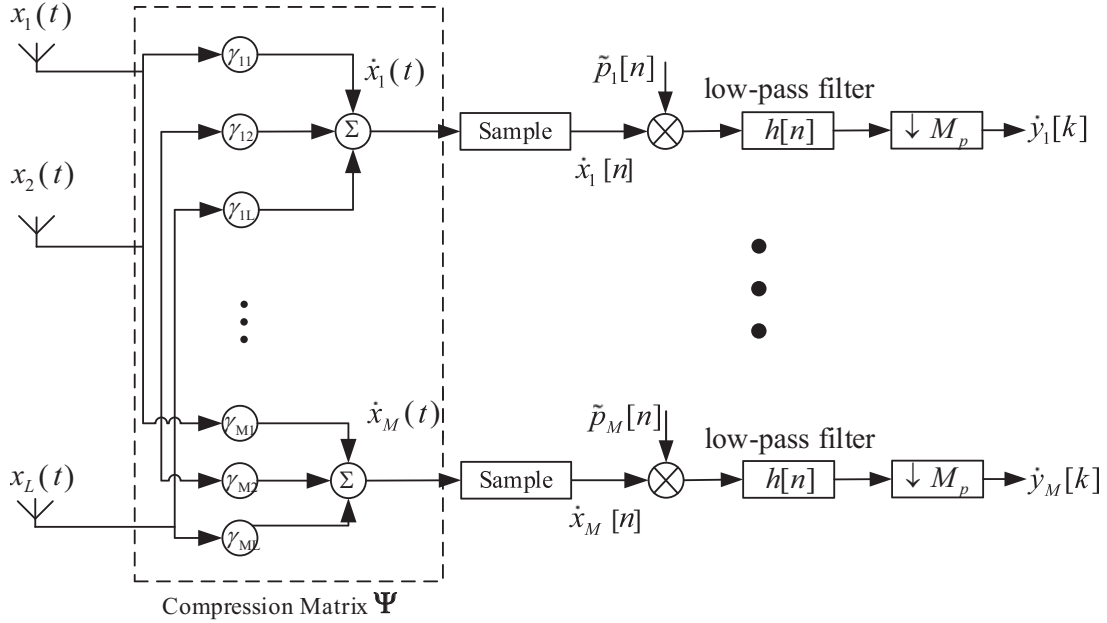 x₁(t)
γ₁₁
ẋ₁(t)
p̃₁[n]
low-pass filter
γ₁₂
Σ
Sample
h[n]
↓ M_p
ẏ₁[k]
ẋ₁[n]
x₂(t)
γ₁L
γM1
ẋ_M(t)
p̃_M[n]
low-pass filter
x_L(t)
γM2
Σ
Sample
h[n]
↓ M_p
ẏ_M[k]
ẋ_M[n]
γML
Compression Matrix Ψ